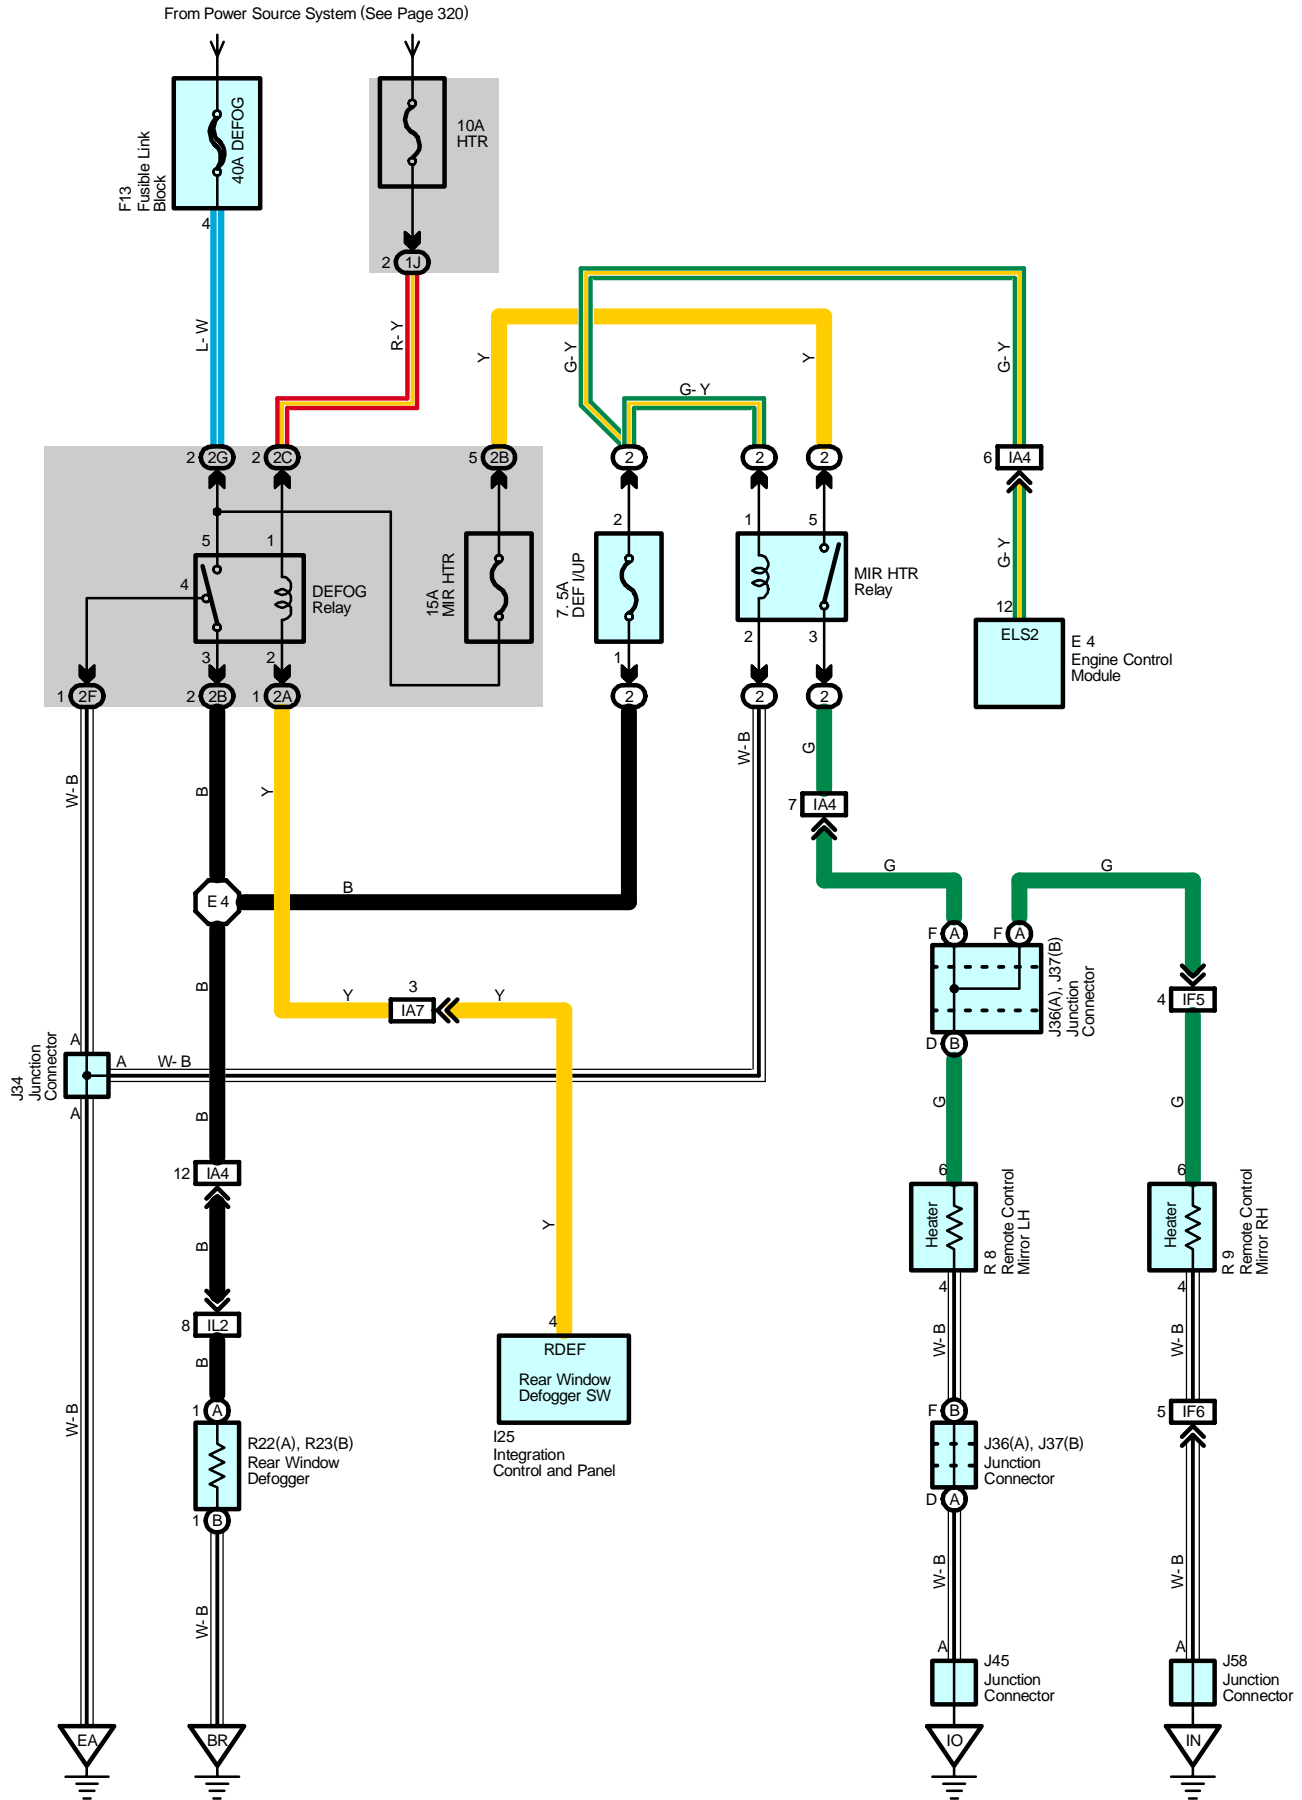 From Power Source System (See Page 320)
F13
Fusible Link
Block
40A DEFOG
4
10A
HTR
2
1J
L-W
R-Y
Y
G-Y
G-Y
Y
G-Y
2
2G
2
2C
5
2B
2
2
2
6
IA4
5
1
4
3
2
DEFOG
Relay
15A
MIR HTR
2
7. 5A
DEF I/UP
1
1
5
2
3
MIR HTR
Relay
G-Y
12
ELS2
E 4
Engine Control
Module
1
2F
2
2B
1
2A
2
2
2
W-B
B
Y
W-B
G
7
IA4
E 4
B
G
G
B
F
A
F
A
J36(A), J37(B)
Junction
Connector
D
B
Y
3
IA7
Y
4
IF5
J34
Junction
Connector
A
A
W-B
A
B
G
G
12
IA4
B
Y
6
Heater
4
R 8
Remote Control
Mirror LH
6
Heater
4
R 9
Remote Control
Mirror RH
8
IL2
B
4
RDEF
Rear Window
Defogger SW
I25
Integration
Control and Panel
W-B
W-B
W-B
1
A
R22(A), R23(B)
Rear Window
Defogger
1
B
F
B
J36(A), J37(B)
Junction
Connector
D
A
5
IF6
W-B
W-B
W-B
A
J45
Junction
Connector
A
J58
Junction
Connector
EA
BR
IO
IN